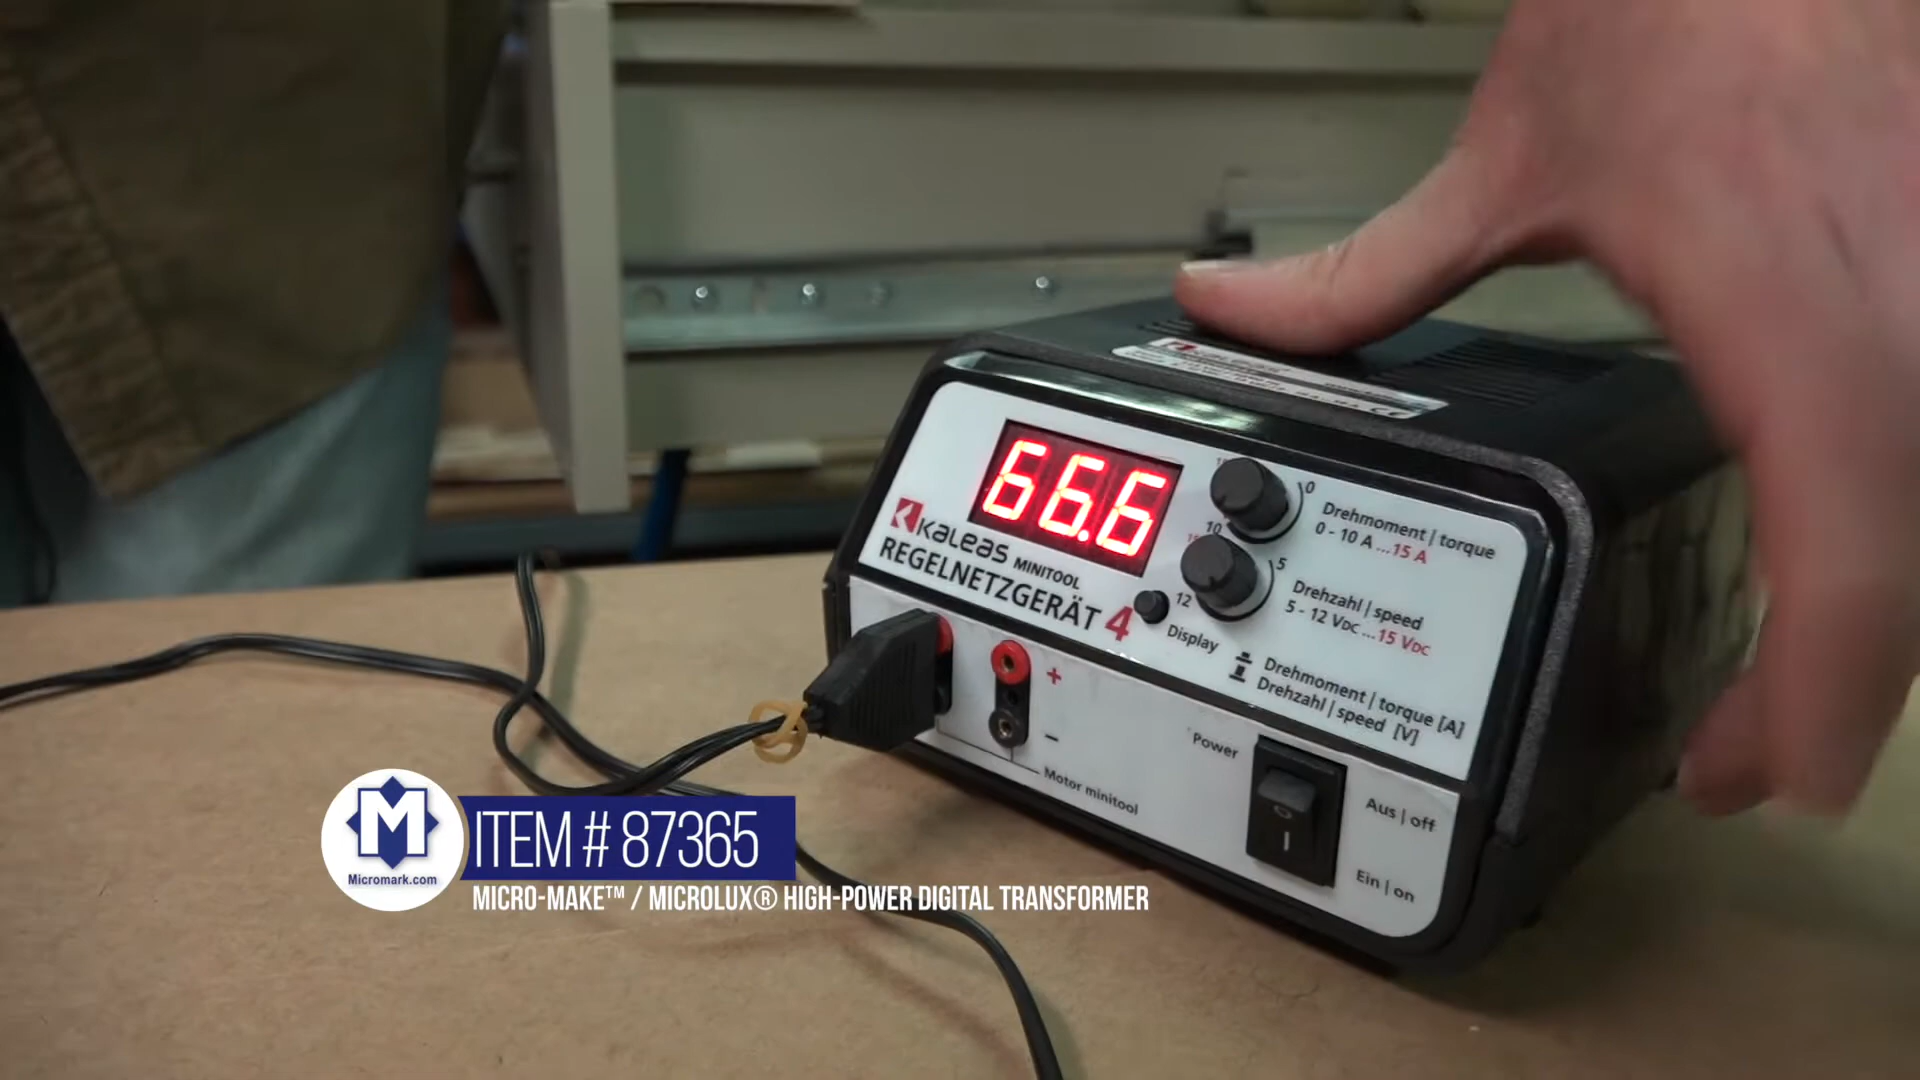 Kaleas
CE
66.6
Kaleas MINITOOL
REGELNETZGERÄT 4
0
10
Drehmoment | torque
0 - 10 A ...15 A
5
12
Drehzahl | speed
5 - 12 VDC ...15 VDC
Display
Drehmoment | torque [A]
Drehzahl | speed [V]
+
−
Motor minitool
Power
Aus | off
Ein | on
M
Micromark.com
ITEM # 87365
MICRO-MAKE™ / MICROLUX® HIGH-POWER DIGITAL TRANSFORMER